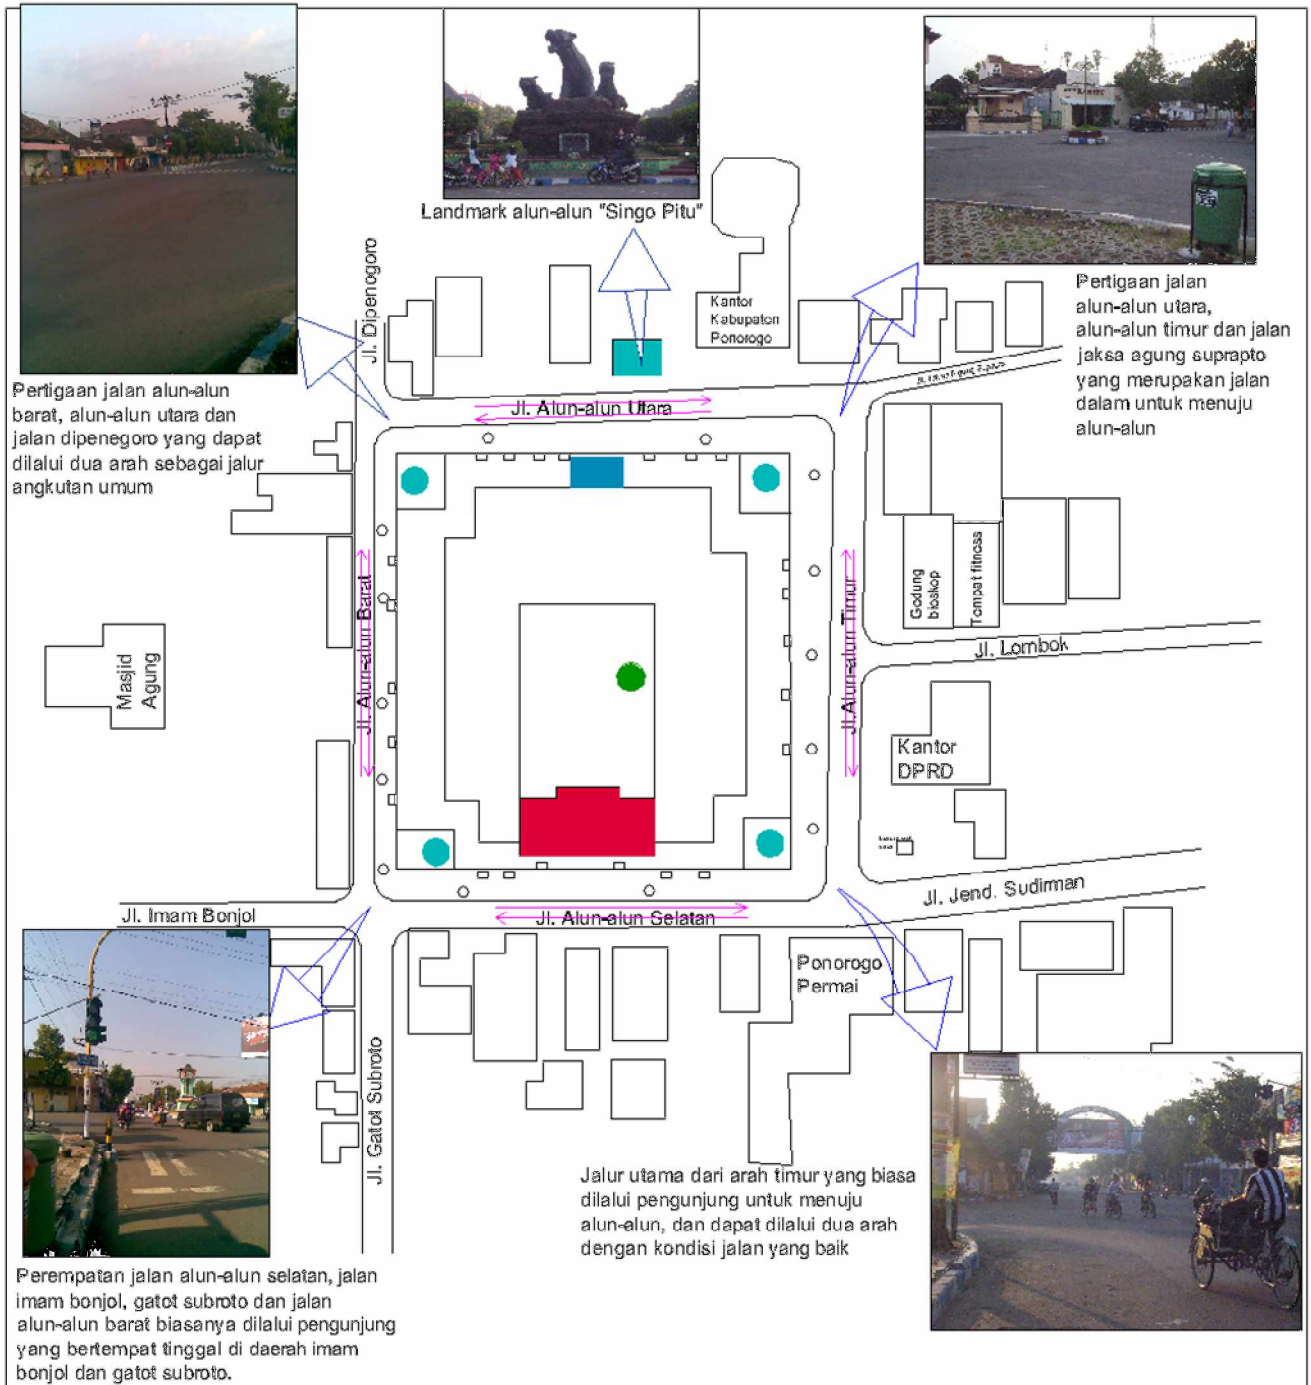 Landmark alun-alun "Singo Pitu"
Jl. Dipenogoro
Kantor
Kabupaton
Ponorogo
Pertigaan jalan
alun-alun utara,
alun-alun timur dan jalan
jaksa agung suprapto
yang merupakan jalan
dalam untuk menuju
alun-alun
Pertigaan jalan alun-alun
barat, alun-alun utara dan
jalan dipenegoro yang dapat
dilalui dua arah sebagai jalur
angkutan umum
Jl. Alun-alun Utara
Jl. Alun-alun Barat
Jl.Alun-alun Timur
Godung
bioskop
Tompat fitnoss
Jl. Lombok
Masjid
Agung
Kantor
DPRD
Jl. Jend. Sudirman
Jl. Imam Bonjol
Jl. Alun-alun Selatan
Ponorogo
Permai
Jl. Gatot Subroto
Jalur utama dari arah timur yang biasa
dilalui pengunjung untuk menuju
alun-alun, dan dapat dilalui dua arah
dengan kondisi jalan yang baik
Perempatan jalan alun-alun selatan, jalan
imam bonjol, gatot subroto dan jalan
alun-alun barat biasanya dilalui pengunjung
yang bertempat tinggal di daerah imam
bonjol dan gatot subroto.